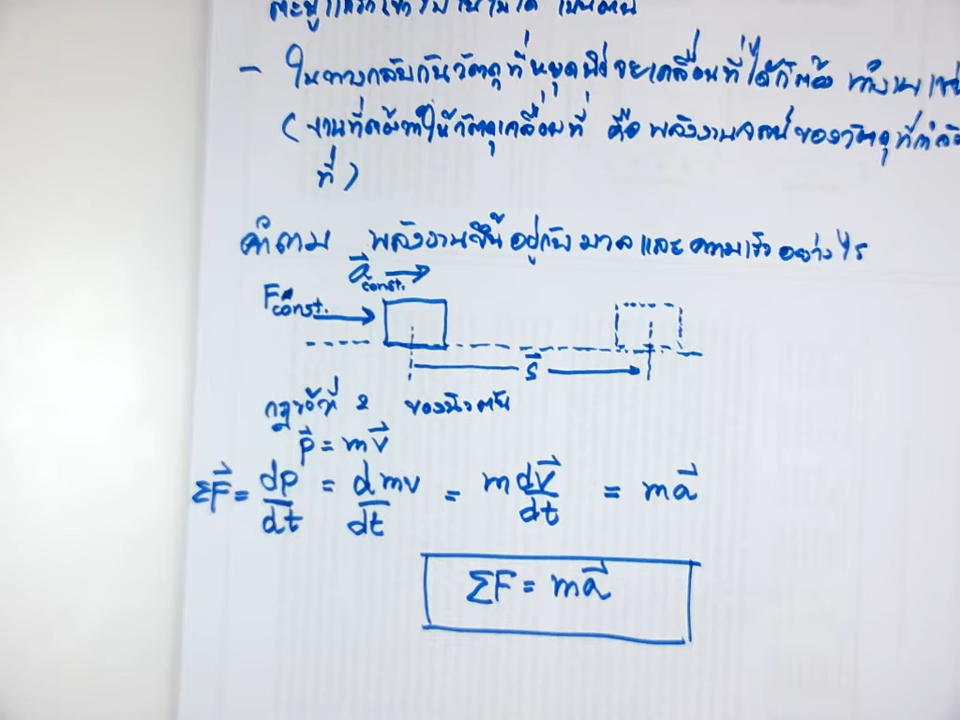 - ในทางกลับกันวัตถุที่หยุดนิ่งจะเคลื่อนที่ได้ก็ต้อง ทำงาน
( งานที่ต้องทำให้วัตถุเคลื่อนที่ คือ พลังงานจลน์ของวัตถุที่
ที่ )
คำถาม พลังงานขึ้นอยู่กับมวลและความเร็วอย่างไร
a⃗ const.
F const.
s⃗
กฎข้อที่ 2 ของนิวตัน
p⃗ = mv⃗
ΣF⃗ = dp/dt = dmv/dt = mdv⃗/dt = ma⃗
ΣF = ma⃗